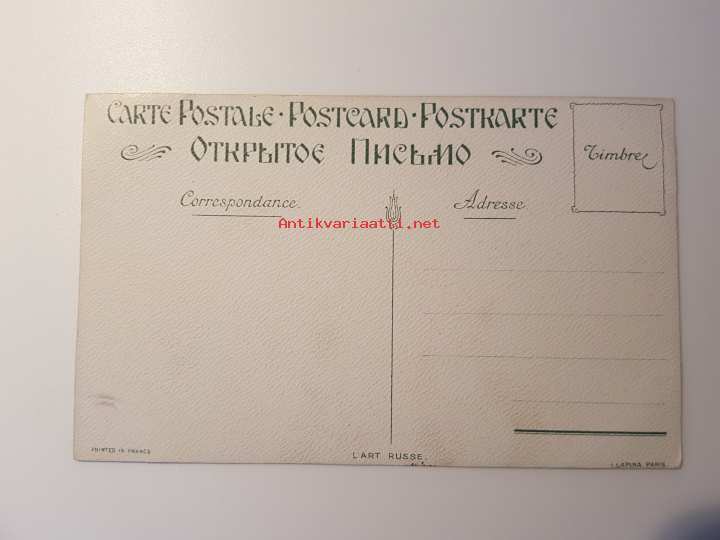 CARTE POSTALE · POSTCARD · POSTKARTE
ОТКРЫТОЕ ПИСЬМО
Timbre
Correspondance
Adresse
Antikvariaatti.net
PRINTED IN FRANCE
L'ART RUSSE.
I. LAPINA PARIS